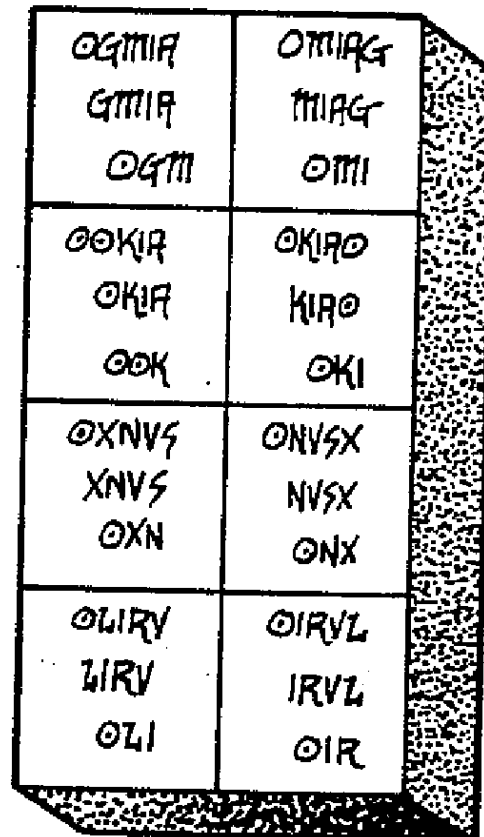 OGMIA
GMIA
OGM
OMIAG
MIAG
OMI
OOKIA
OKIA
OOK
OKIAO
KIAO
OKI
OXNVS
XNVS
OXN
ONVSX
NVSX
ONX
OLIRV
LIRV
OLI
OIRVL
IRVL
OIR